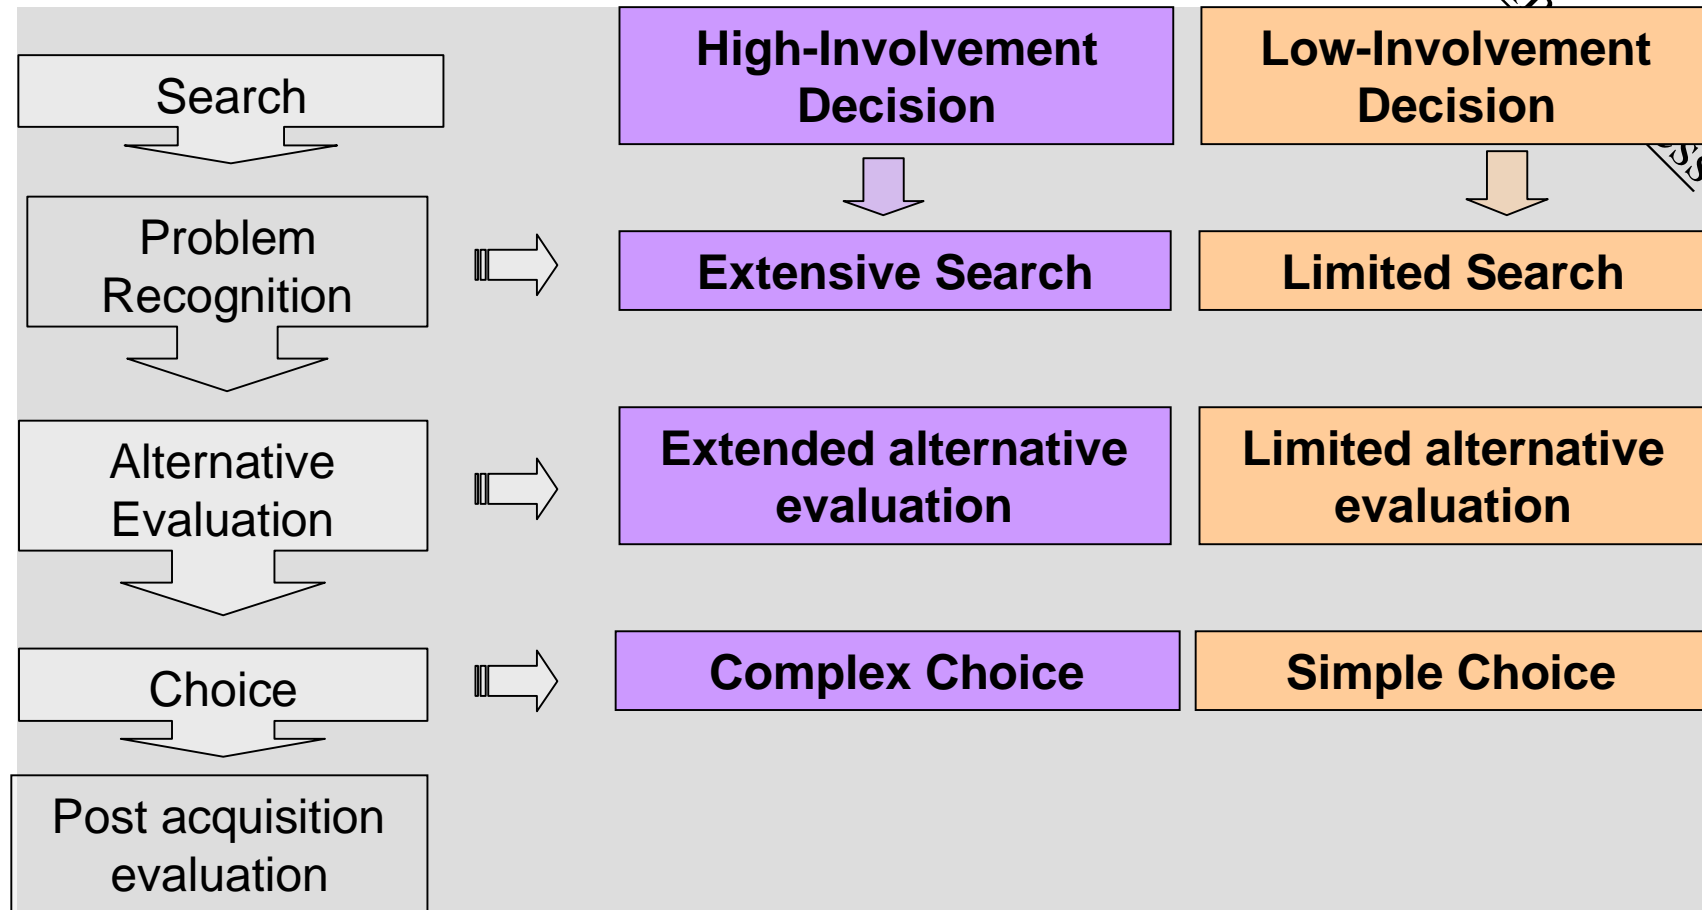 Search
High-Involvement
Decision
Low-Involvement
Decision
Problem
Recognition
Extensive Search
Limited Search
Alternative
Evaluation
Extended alternative
evaluation
Limited alternative
evaluation
Choice
Complex Choice
Simple Choice
Post acquisition
evaluation